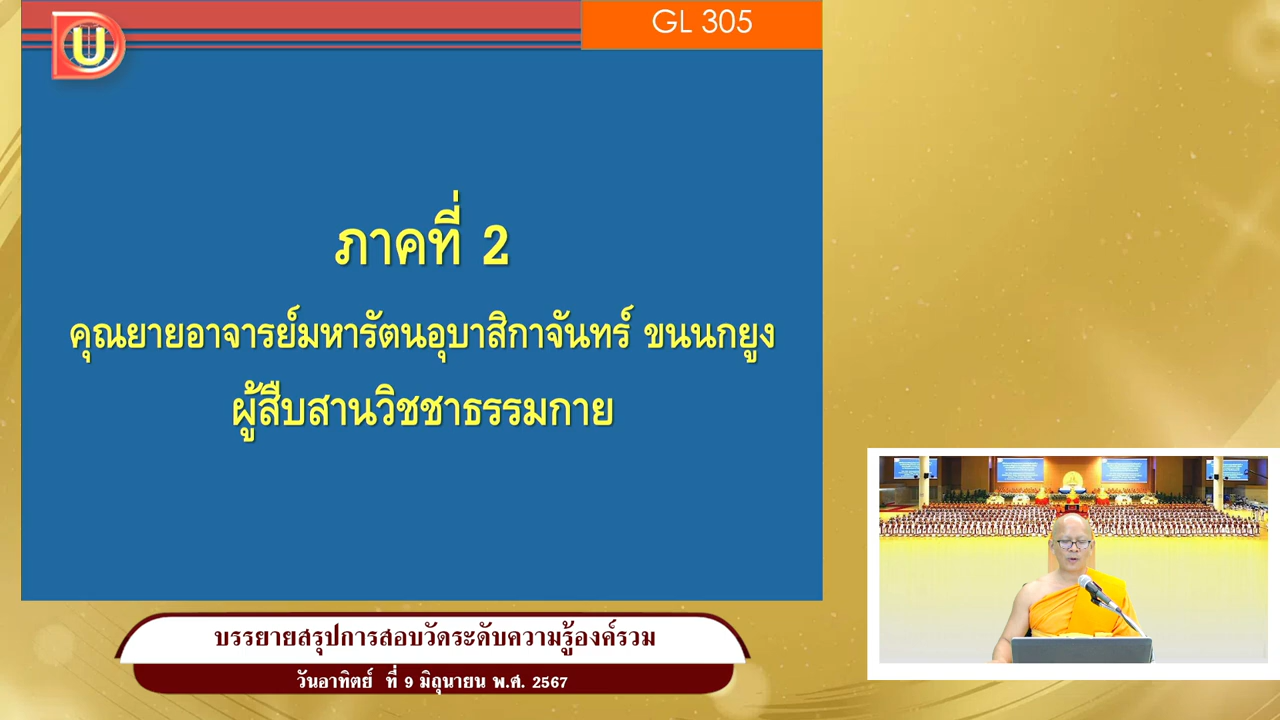 GL 305
U
ภาคที่ 2
คุณยายอาจารย์มหารัตนอุบาสิกาจันทร์ ขนนกยูง
ผู้สืบสานวิชชาธรรมกาย
บรรยายสรุปการสอบวัดระดับความรู้องค์รวม
วันอาทิตย์ ที่ 9 มิถุนายน พ.ศ. 2567